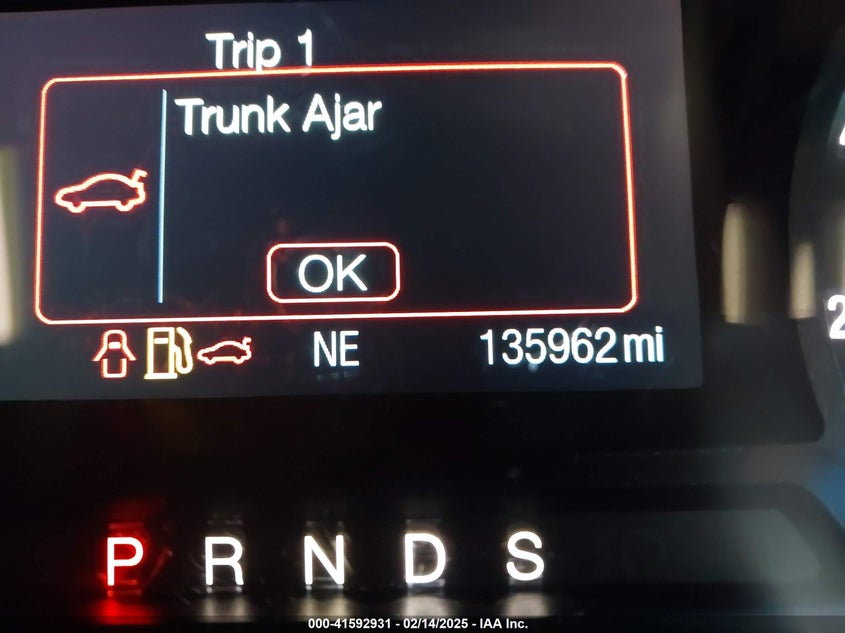 Trip 1
Trunk Ajar
OK
NE 135962 mi
P R N D S
000-41592931 - 02/14/2025 - IAA Inc.